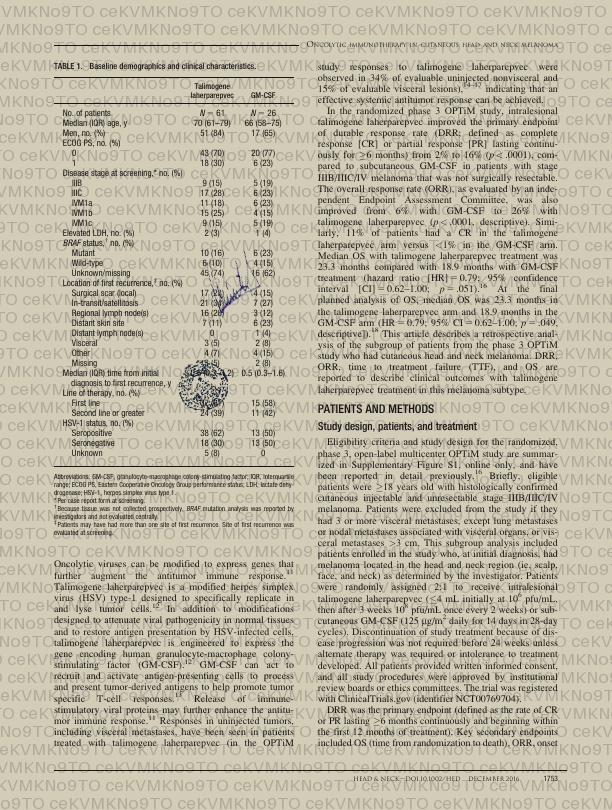 ONCOLYTIC IMMUNOTHERAPY IN CUTANEOUS HEAD AND NECK MELANOMA
TABLE 1. Baseline demographics and clinical characteristics.
Talimogene laherparepvec GM-CSF
No. of patients N = 61 N = 26
Median (IQR) age, y 70 (61–79) 66 (58–75)
Men, no. (%) 51 (84) 17 (65)
ECOG PS, no. (%)
0 43 (70) 20 (77)
1 18 (30) 6 (23)
Disease stage at screening,* no. (%)
IIIB 9 (15) 5 (19)
IIIC 17 (28) 6 (23)
IVM1a 11 (18) 6 (23)
IVM1b 15 (25) 4 (15)
IVM1c 9 (15) 5 (19)
Elevated LDH, no. (%) 2 (3) 1 (4)
BRAF status,† no. (%)
Mutant 10 (16) 6 (23)
Wild-type 6 (10) 4 (15)
Unknown/missing 45 (74) 16 (62)
Location of first recurrence,‡ no. (%)
Surgical scar (local) 17 4 (15)
In-transit/satellitosis 21 7 (27)
Regional lymph node(s) 16 3 (12)
Distant skin site 7 (11) 6 (23)
Distant lymph node(s) 0 1 (4)
Visceral 3 (5) 2 (8)
Other 4 (7) 4 (15)
Missing (5) 2 (8)
Median (IQR) time from initial 0.5 (0.3–1.6)
diagnosis to first recurrence, y
Line of therapy, no. (%)
First line 15 (58)
Second line or greater 24 (39) 11 (42)
HSV-1 status, no. (%)
Seropositive 38 (62) 13 (50)
Seronegative 18 (30) 13 (50)
Unknown 5 (8) 0
Abbreviations: GM-CSF, granulocyte-macrophage colony-stimulating factor; IQR, interquartile
range; ECOG PS, Eastern Cooperative Oncology Group performance status; LDH, lactate dehy-
drogenase; HSV-1, herpes simplex virus type 1.
* Per case report form at screening.
† Because tissue was not collected prospectively, BRAF mutation analysis was reported by
investigators and not evaluated centrally.
‡ Patients may have had more than one site of first recurrence. Site of first recurrence was
evaluated at screening.
Oncolytic viruses can be modified to express genes that
further augment the antitumor immune response.11
Talimogene laherparepvec is a modified herpes simplex
virus (HSV) type-1 designed to specifically replicate in
and lyse tumor cells.12 In addition to modifications
designed to attenuate viral pathogenicity in normal tissues
and to restore antigen presentation by HSV-infected cells,
talimogene laherparepvec is engineered to express the
gene encoding human granulocyte-macrophage colony-
stimulating factor (GM-CSF).12 GM-CSF can act to
recruit and activate antigen-presenting cells to process
and present tumor-derived antigens to help promote tumor
specific T-cell responses.13 Release of immune-
stimulatory viral proteins may further enhance the antitu-
mor immune response.11 Responses in uninjected tumors,
including visceral metastases, have been seen in patients
treated with talimogene laherparepvec (in the OPTiM
study responses to talimogene laherparepvec were
observed in 34% of evaluable uninjected nonvisceral and
15% of evaluable visceral lesions),14–17 indicating that an
effective systemic antitumor response can be achieved.
In the randomized phase 3 OPTiM study, intralesional
talimogene laherparepvec improved the primary endpoint
of durable response rate (DRR; defined as complete
response [CR] or partial response [PR] lasting continu-
ously for ≥6 months) from 2% to 16% (p < .0001), com-
pared to subcutaneous GM-CSF in patients with stage
IIIB/IIIC/IV melanoma that was not surgically resectable.
The overall response rate (ORR), as evaluated by an inde-
pendent Endpoint Assessment Committee, was also
improved from 6% with GM-CSF to 26% with
talimogene laherparepvec (p < .0001, descriptive). Simi-
larly, 11% of patients had a CR in the talimogene
laherparepvec arm versus <1% in the GM-CSF arm.
Median OS with talimogene laherparepvec treatment was
23.3 months compared with 18.9 months with GM-CSF
treatment (hazard ratio [HR] = 0.79; 95% confidence
interval [CI] = 0.62–1.00; p = .051).16 At the final
planned analysis of OS, median OS was 23.3 months in
the talimogene laherparepvec arm and 18.9 months in the
GM-CSF arm (HR = 0.79; 95% CI = 0.62–1.00; p = .049,
descriptive).18 This article describes a retrospective anal-
ysis of the subgroup of patients from the phase 3 OPTiM
study who had cutaneous head and neck melanoma. DRR,
ORR, time to treatment failure (TTF), and OS are
reported to describe clinical outcomes with talimogene
laherparepvec treatment in this melanoma subtype.
PATIENTS AND METHODS
Study design, patients, and treatment
Eligibility criteria and study design for the randomized,
phase 3, open-label multicenter OPTiM study are summar-
ized in Supplementary Figure S1, online only, and have
been reported in detail previously.16 Briefly, eligible
patients were ≥18 years old with histologically confirmed
cutaneous injectable and unresectable stage IIIB/IIIC/IV
melanoma. Patients were excluded from the study if they
had 3 or more visceral metastases, except lung metastases
or nodal metastases associated with visceral organs, or vis-
ceral metastases >3 cm. This subgroup analysis included
patients enrolled in the study who, at initial diagnosis, had
melanoma located in the head and neck region (ie, scalp,
face, and neck) as determined by the investigator. Patients
were randomly assigned 2:1 to receive intralesional
talimogene laherparepvec (≤4 mL initially at 10⁶ pfu/mL,
then after 3 weeks 10⁸ pfu/mL once every 2 weeks) or sub-
cutaneous GM-CSF (125 μg/m² daily for 14 days in 28-day
cycles). Discontinuation of study treatment because of dis-
ease progression was not required before 24 weeks unless
alternate therapy was required or intolerance to treatment
developed. All patients provided written informed consent,
and all study procedures were approved by institutional
review boards or ethics committees. The trial was registered
with ClinicalTrials.gov (identifier NCT00769704).
DRR was the primary endpoint (defined as the rate of CR
or PR lasting ≥6 months continuously and beginning within
the first 12 months of treatment). Key secondary endpoints
included OS (time from randomization to death), ORR, onset
HEAD & NECK—DOI 10.1002/HED DECEMBER 2016 1753